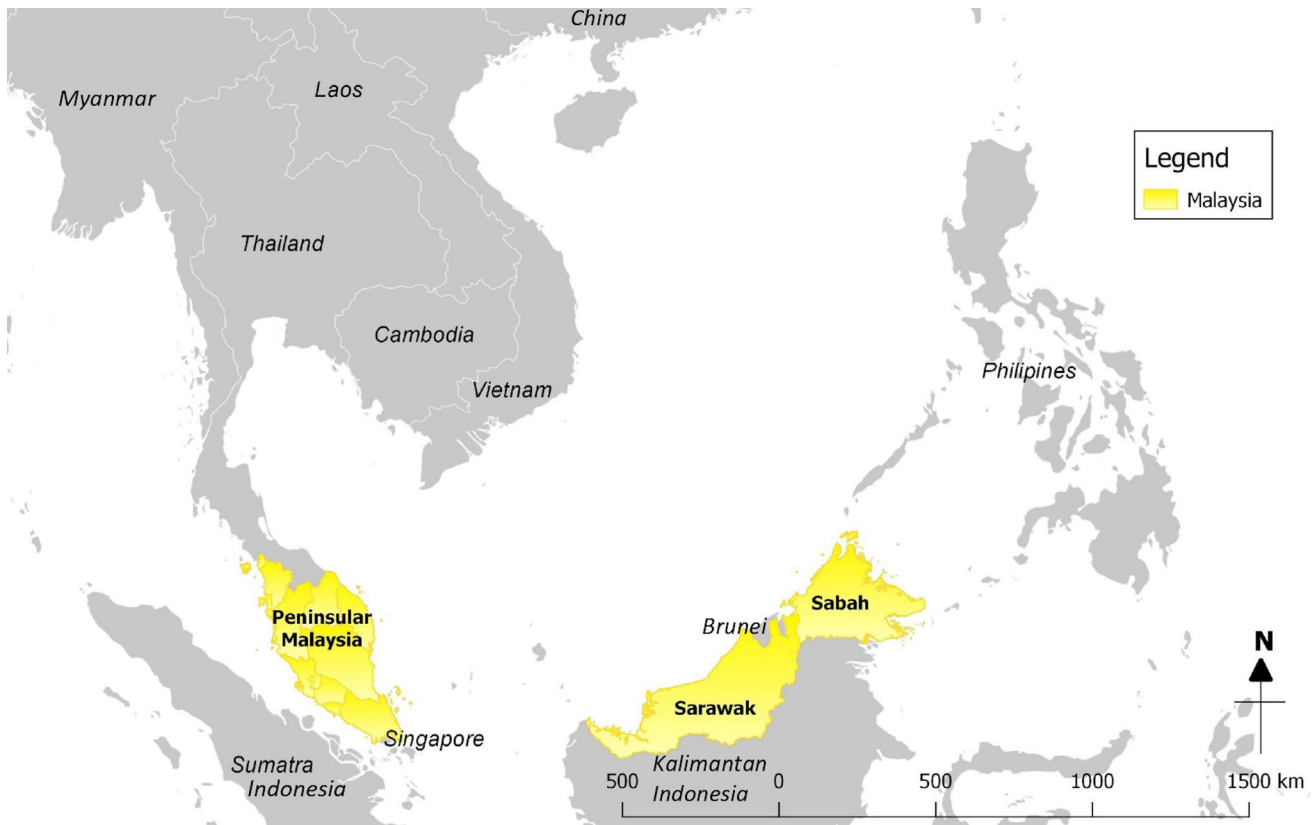 China
Myanmar
Laos
Legend
Malaysia
Thailand
Cambodia
Philipines
Vietnam
Sabah
Peninsular
Malaysia
Brunei
N
Sarawak
Singapore
Sumatra
Indonesia
Kalimantan
Indonesia
500 0 500 1000 1500 km